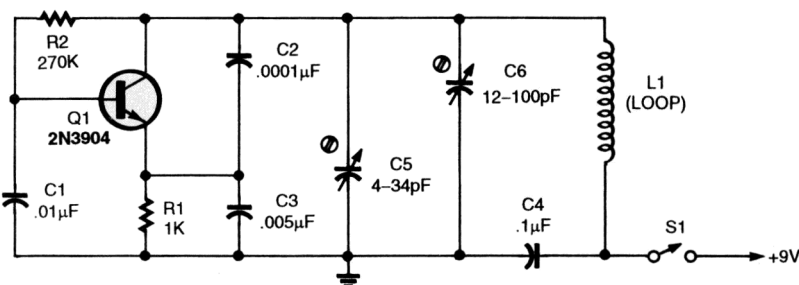 R2
270K
Q1
2N3904
C1
.01µF
R1
1K
C2
.0001µF
C3
.005µF
C5
4–34pF
C6
12–100pF
C4
.1µF
L1
(LOOP)
S1
+9V